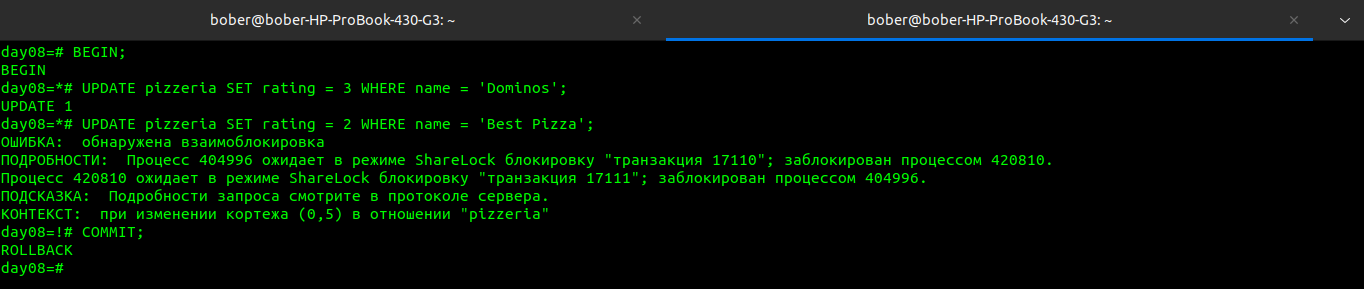 bober@bober-HP-ProBook-430-G3: ~
bober@bober-HP-ProBook-430-G3: ~
day08=# BEGIN;
BEGIN
day08=*# UPDATE pizzeria SET rating = 3 WHERE name = 'Dominos';
UPDATE 1
day08=*# UPDATE pizzeria SET rating = 2 WHERE name = 'Best Pizza';
ОШИБКА:  обнаружена взаимоблокировка
ПОДРОБНОСТИ:  Процесс 404996 ожидает в режиме ShareLock блокировку "транзакция 17110"; заблокирован процессом 420810.
Процесс 420810 ожидает в режиме ShareLock блокировку "транзакция 17111"; заблокирован процессом 404996.
ПОДСКАЗКА:  Подробности запроса смотрите в протоколе сервера.
КОНТЕКСТ:  при изменении кортежа (0,5) в отношении "pizzeria"
day08=!# COMMIT;
ROLLBACK
day08=#